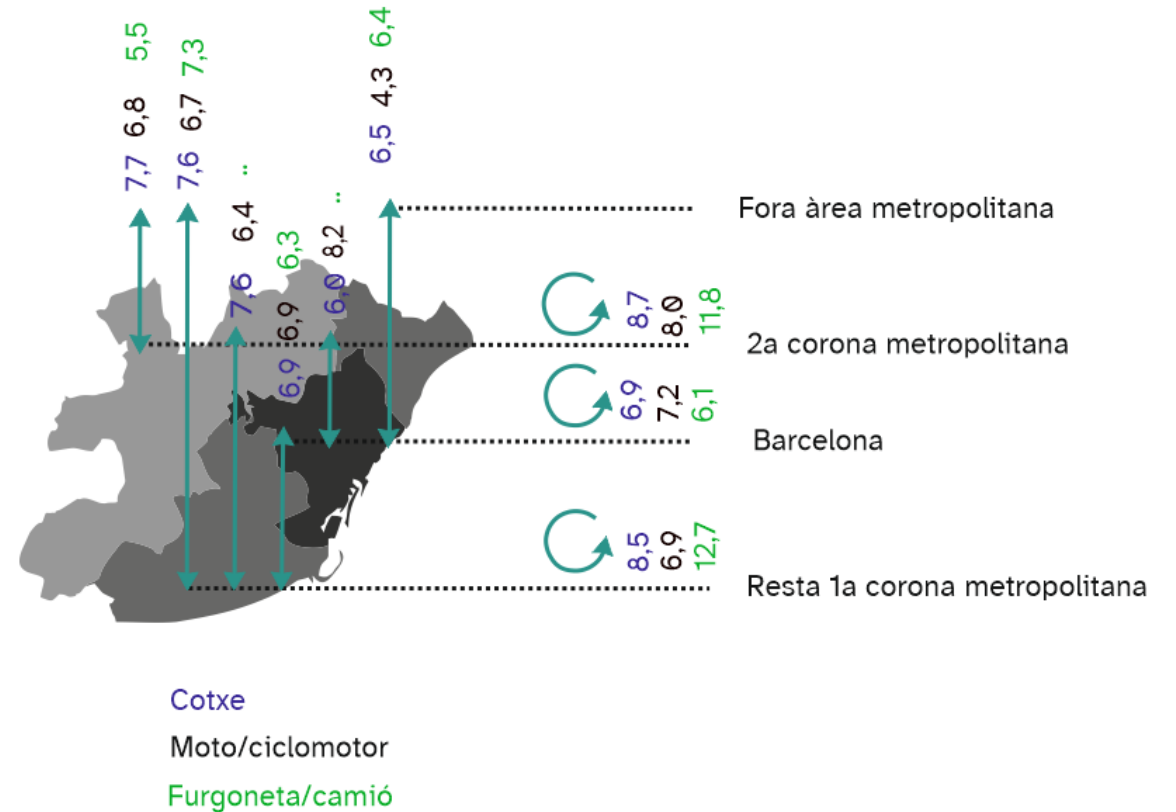 7,7 6,8 5,5
7,6 6,7 7,3
7,6 6,4 ..
6,9 6,9 6,3
6,0 8,2 ..
6,5 4,3 6,4
Fora àrea metropolitana
8,7
8,0
11,8
2a corona metropolitana
6,9
7,2
6,1
Barcelona
8,5
6,9
12,7
Resta 1a corona metropolitana
Cotxe
Moto/ciclomotor
Furgoneta/camió